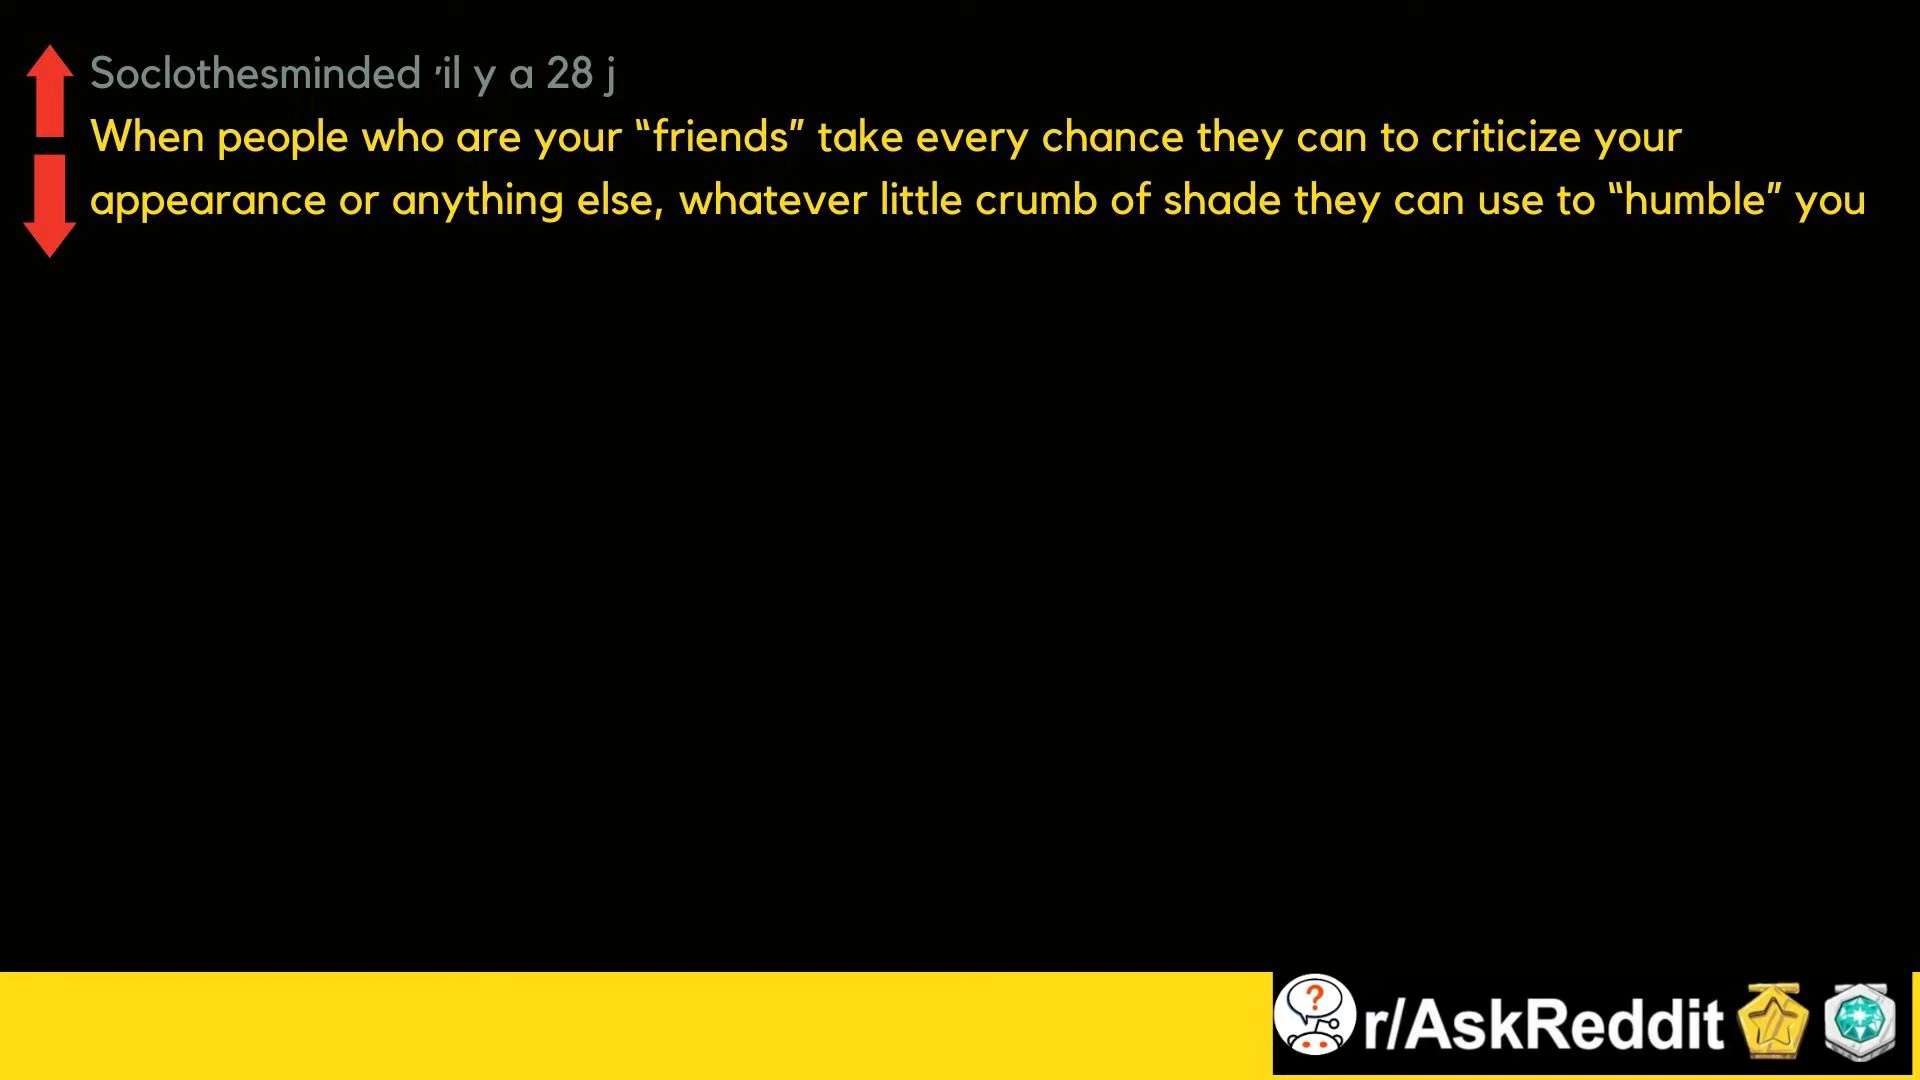 Soclothesminded ·il y a 28 j
When people who are your “friends” take every chance they can to criticize your
appearance or anything else, whatever little crumb of shade they can use to “humble” you
?
r/AskReddit